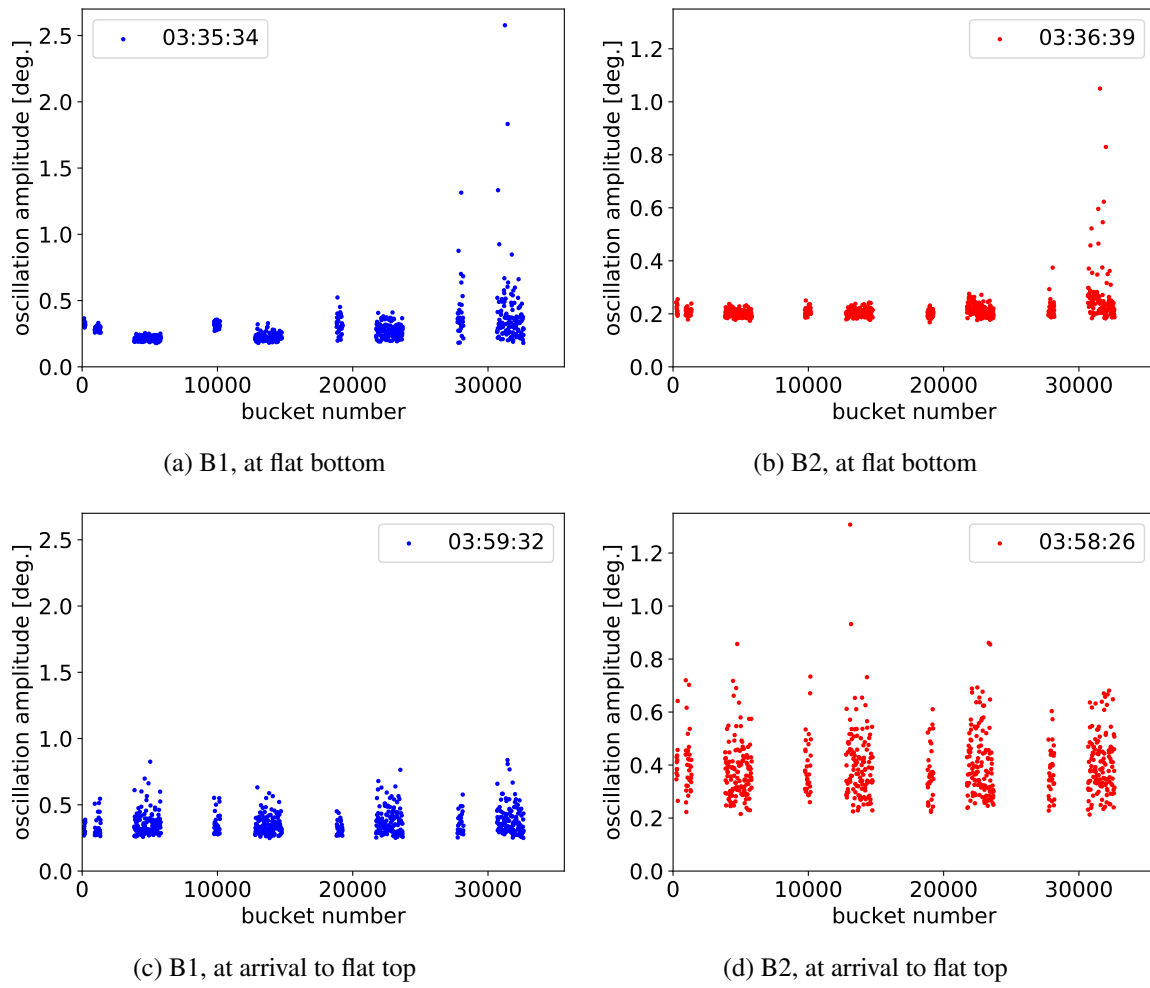 2.5
2.0
1.5
1.0
0.5
0.0
oscillation amplitude [deg.]
03:35:34
0 10000 20000 30000
bucket number
(a) B1, at flat bottom
1.2
1.0
0.8
0.6
0.4
0.2
0.0
oscillation amplitude [deg.]
03:36:39
0 10000 20000 30000
bucket number
(b) B2, at flat bottom
2.5
2.0
1.5
1.0
0.5
0.0
oscillation amplitude [deg.]
03:59:32
0 10000 20000 30000
bucket number
(c) B1, at arrival to flat top
1.2
1.0
0.8
0.6
0.4
0.2
0.0
oscillation amplitude [deg.]
03:58:26
0 10000 20000 30000
bucket number
(d) B2, at arrival to flat top